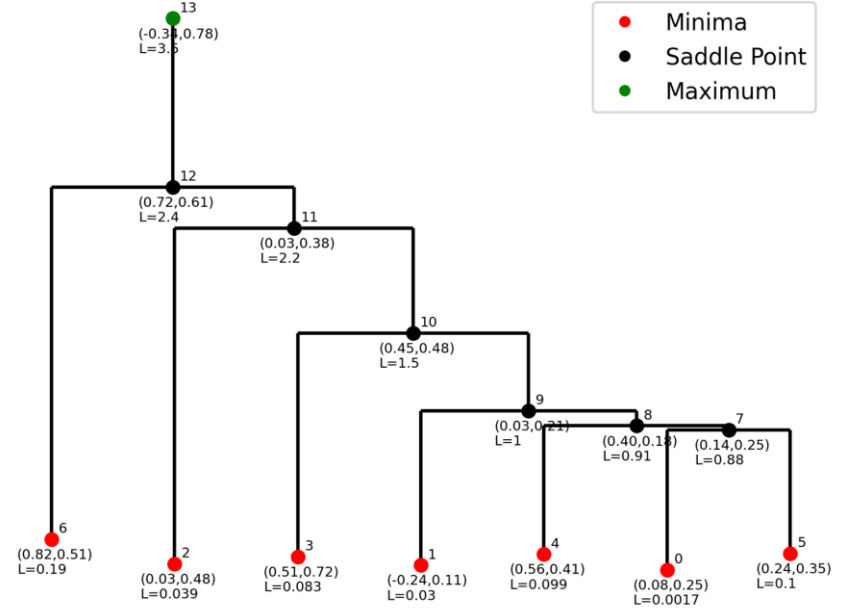 13
(-0.34,0.78)
L=3.5
Minima
Saddle Point
Maximum
12
(0.72,0.61)
L=2.4
11
(0.03,0.38)
L=2.2
10
(0.45,0.48)
L=1.5
9
(0.03,0.21)
L=1
8
(0.40,0.18)
L=0.91
7
(0.14,0.25)
L=0.88
6
(0.82,0.51)
L=0.19
2
(0.03,0.48)
L=0.039
3
(0.51,0.72)
L=0.083
1
(-0.24,0.11)
L=0.03
4
(0.56,0.41)
L=0.099
0
(0.08,0.25)
L=0.0017
5
(0.24,0.35)
L=0.1